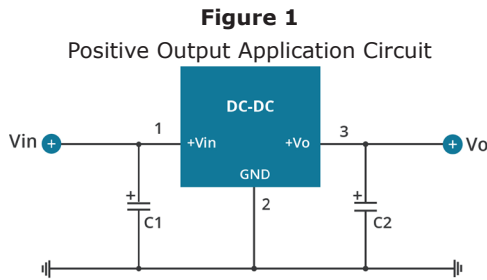 Figure 1
Positive Output Application Circuit
DC-DC
1
3
Vin +
+Vin
+Vo
+ Vo
GND
2
+
C1
+
C2